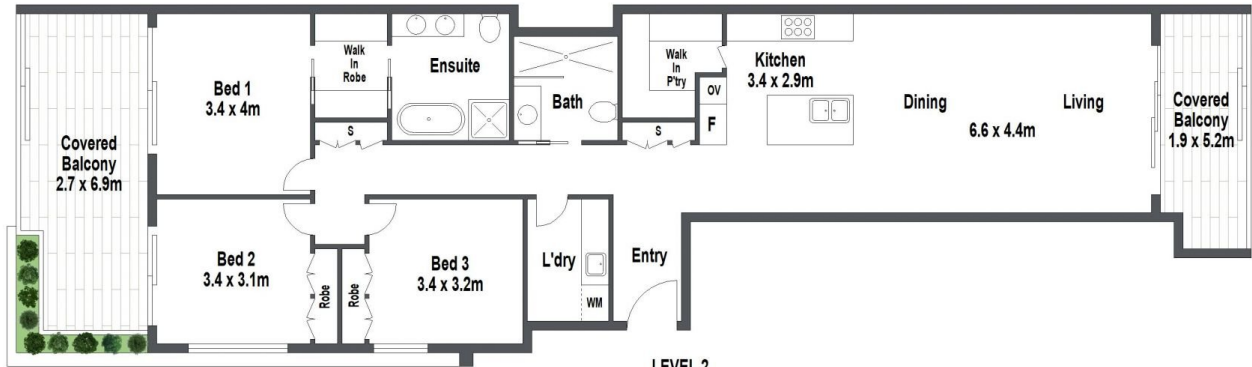 Covered
Balcony
2.7 x 6.9m
Bed 1
3.4 x 4m
Walk
In
Robe
Ensuite
S
Bath
Walk
In
P'try
S
OV
F
Kitchen
3.4 x 2.9m
Dining
Living
6.6 x 4.4m
Covered
Balcony
1.9 x 5.2m
Bed 2
3.4 x 3.1m
Robe
Robe
Bed 3
3.4 x 3.2m
L'dry
WM
Entry
LEVEL 2